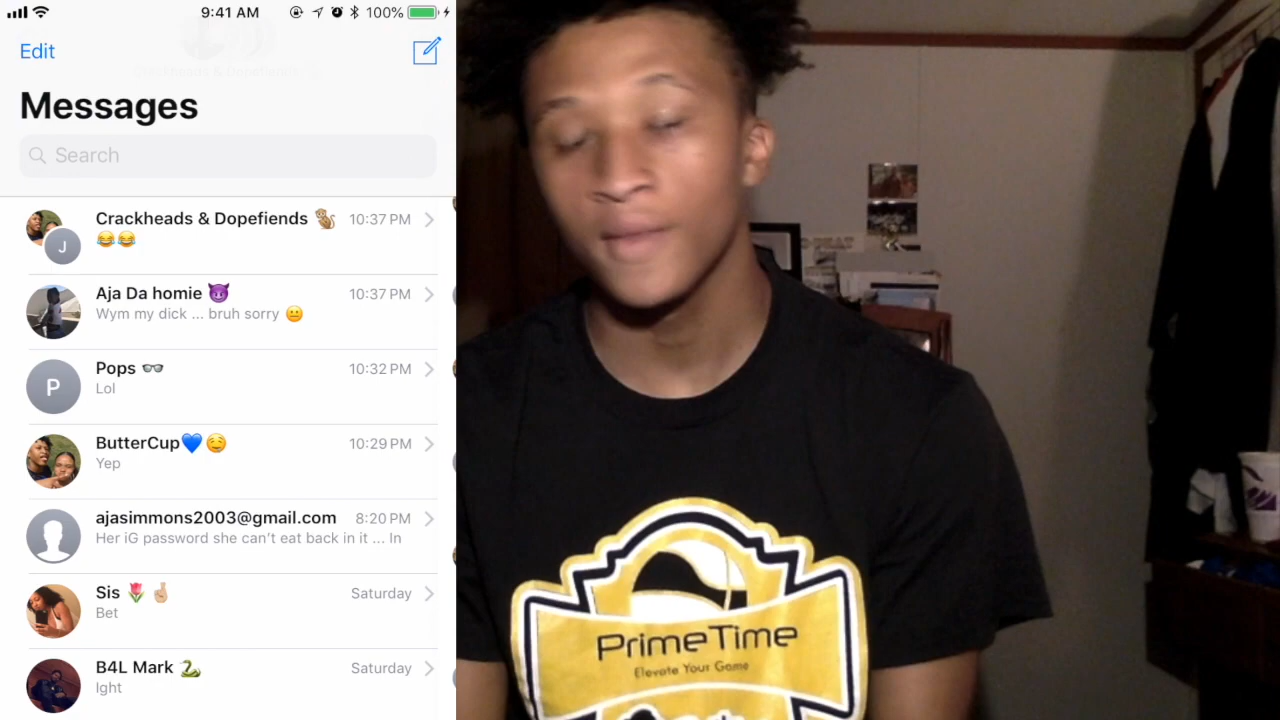 9:41 AM 100%
Edit
Messages
Search
Crackheads & Dopefiends 🐒 10:37 PM
😂😂
J
Aja Da homie 😈 10:37 PM
Wym my dick ... bruh sorry 😐
Pops 👓 10:32 PM
P
Lol
ButterCup💙🤤 10:29 PM
Yep
ajasimmons2003@gmail.com 8:20 PM
Her iG password she can't eat back in it ... In
Sis 🌷🤞🏼 Saturday
Bet
B4L Mark 🐍 Saturday
Ight
PrimeTime
Elevate Your Game